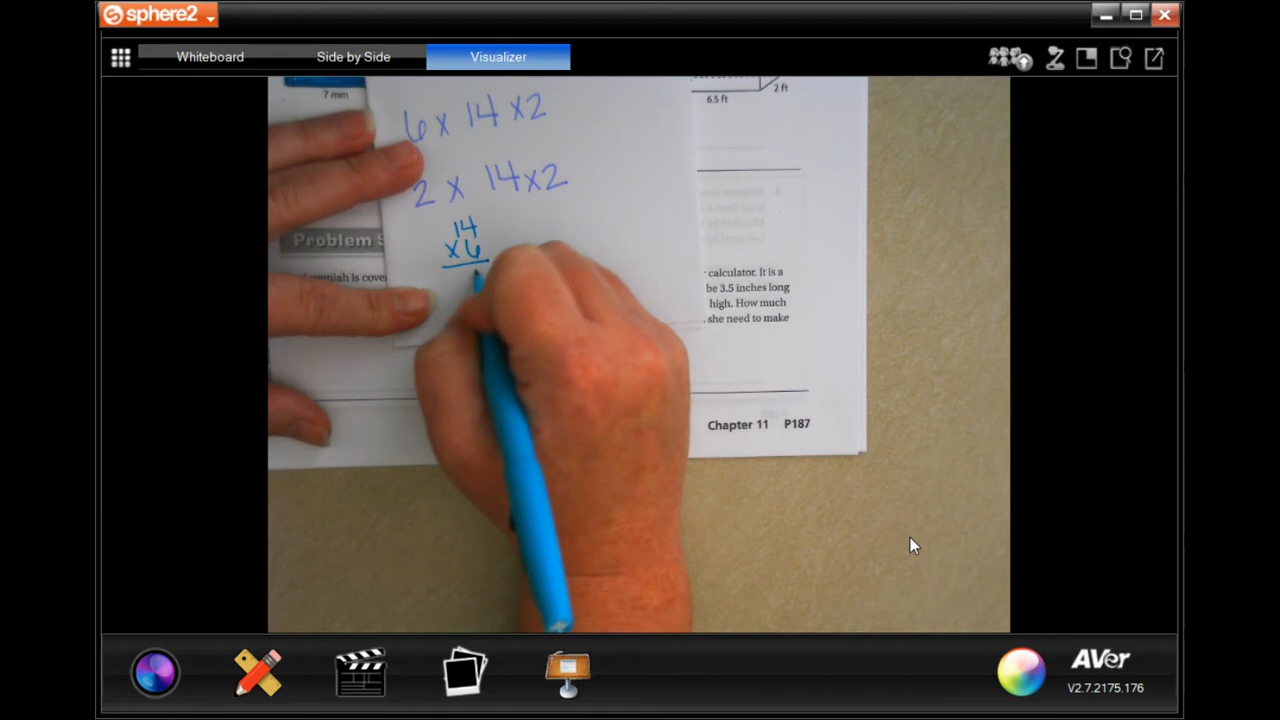 sphere2
Whiteboard
Side by Side
Visualizer
7 mm
6.5 ft
2 ft
6 x 14 x 2
2 x 14 x 2
14
x 6
Problem S
Jeremiah is cove
calculator. It is a
be 3.5 inches long
high. How much
she need to make
Chapter 11 P187
AVer
V2.7.2175.176